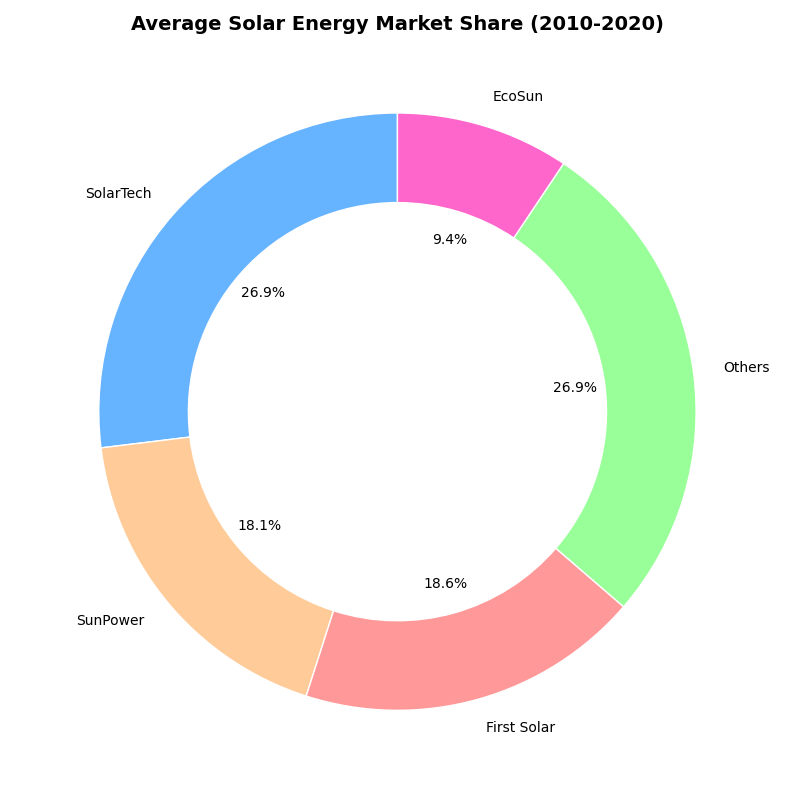 Average Solar Energy Market Share (2010-2020)
EcoSun
SolarTech
9.4%
26.9%
Others
26.9%
18.1%
18.6%
SunPower
First Solar